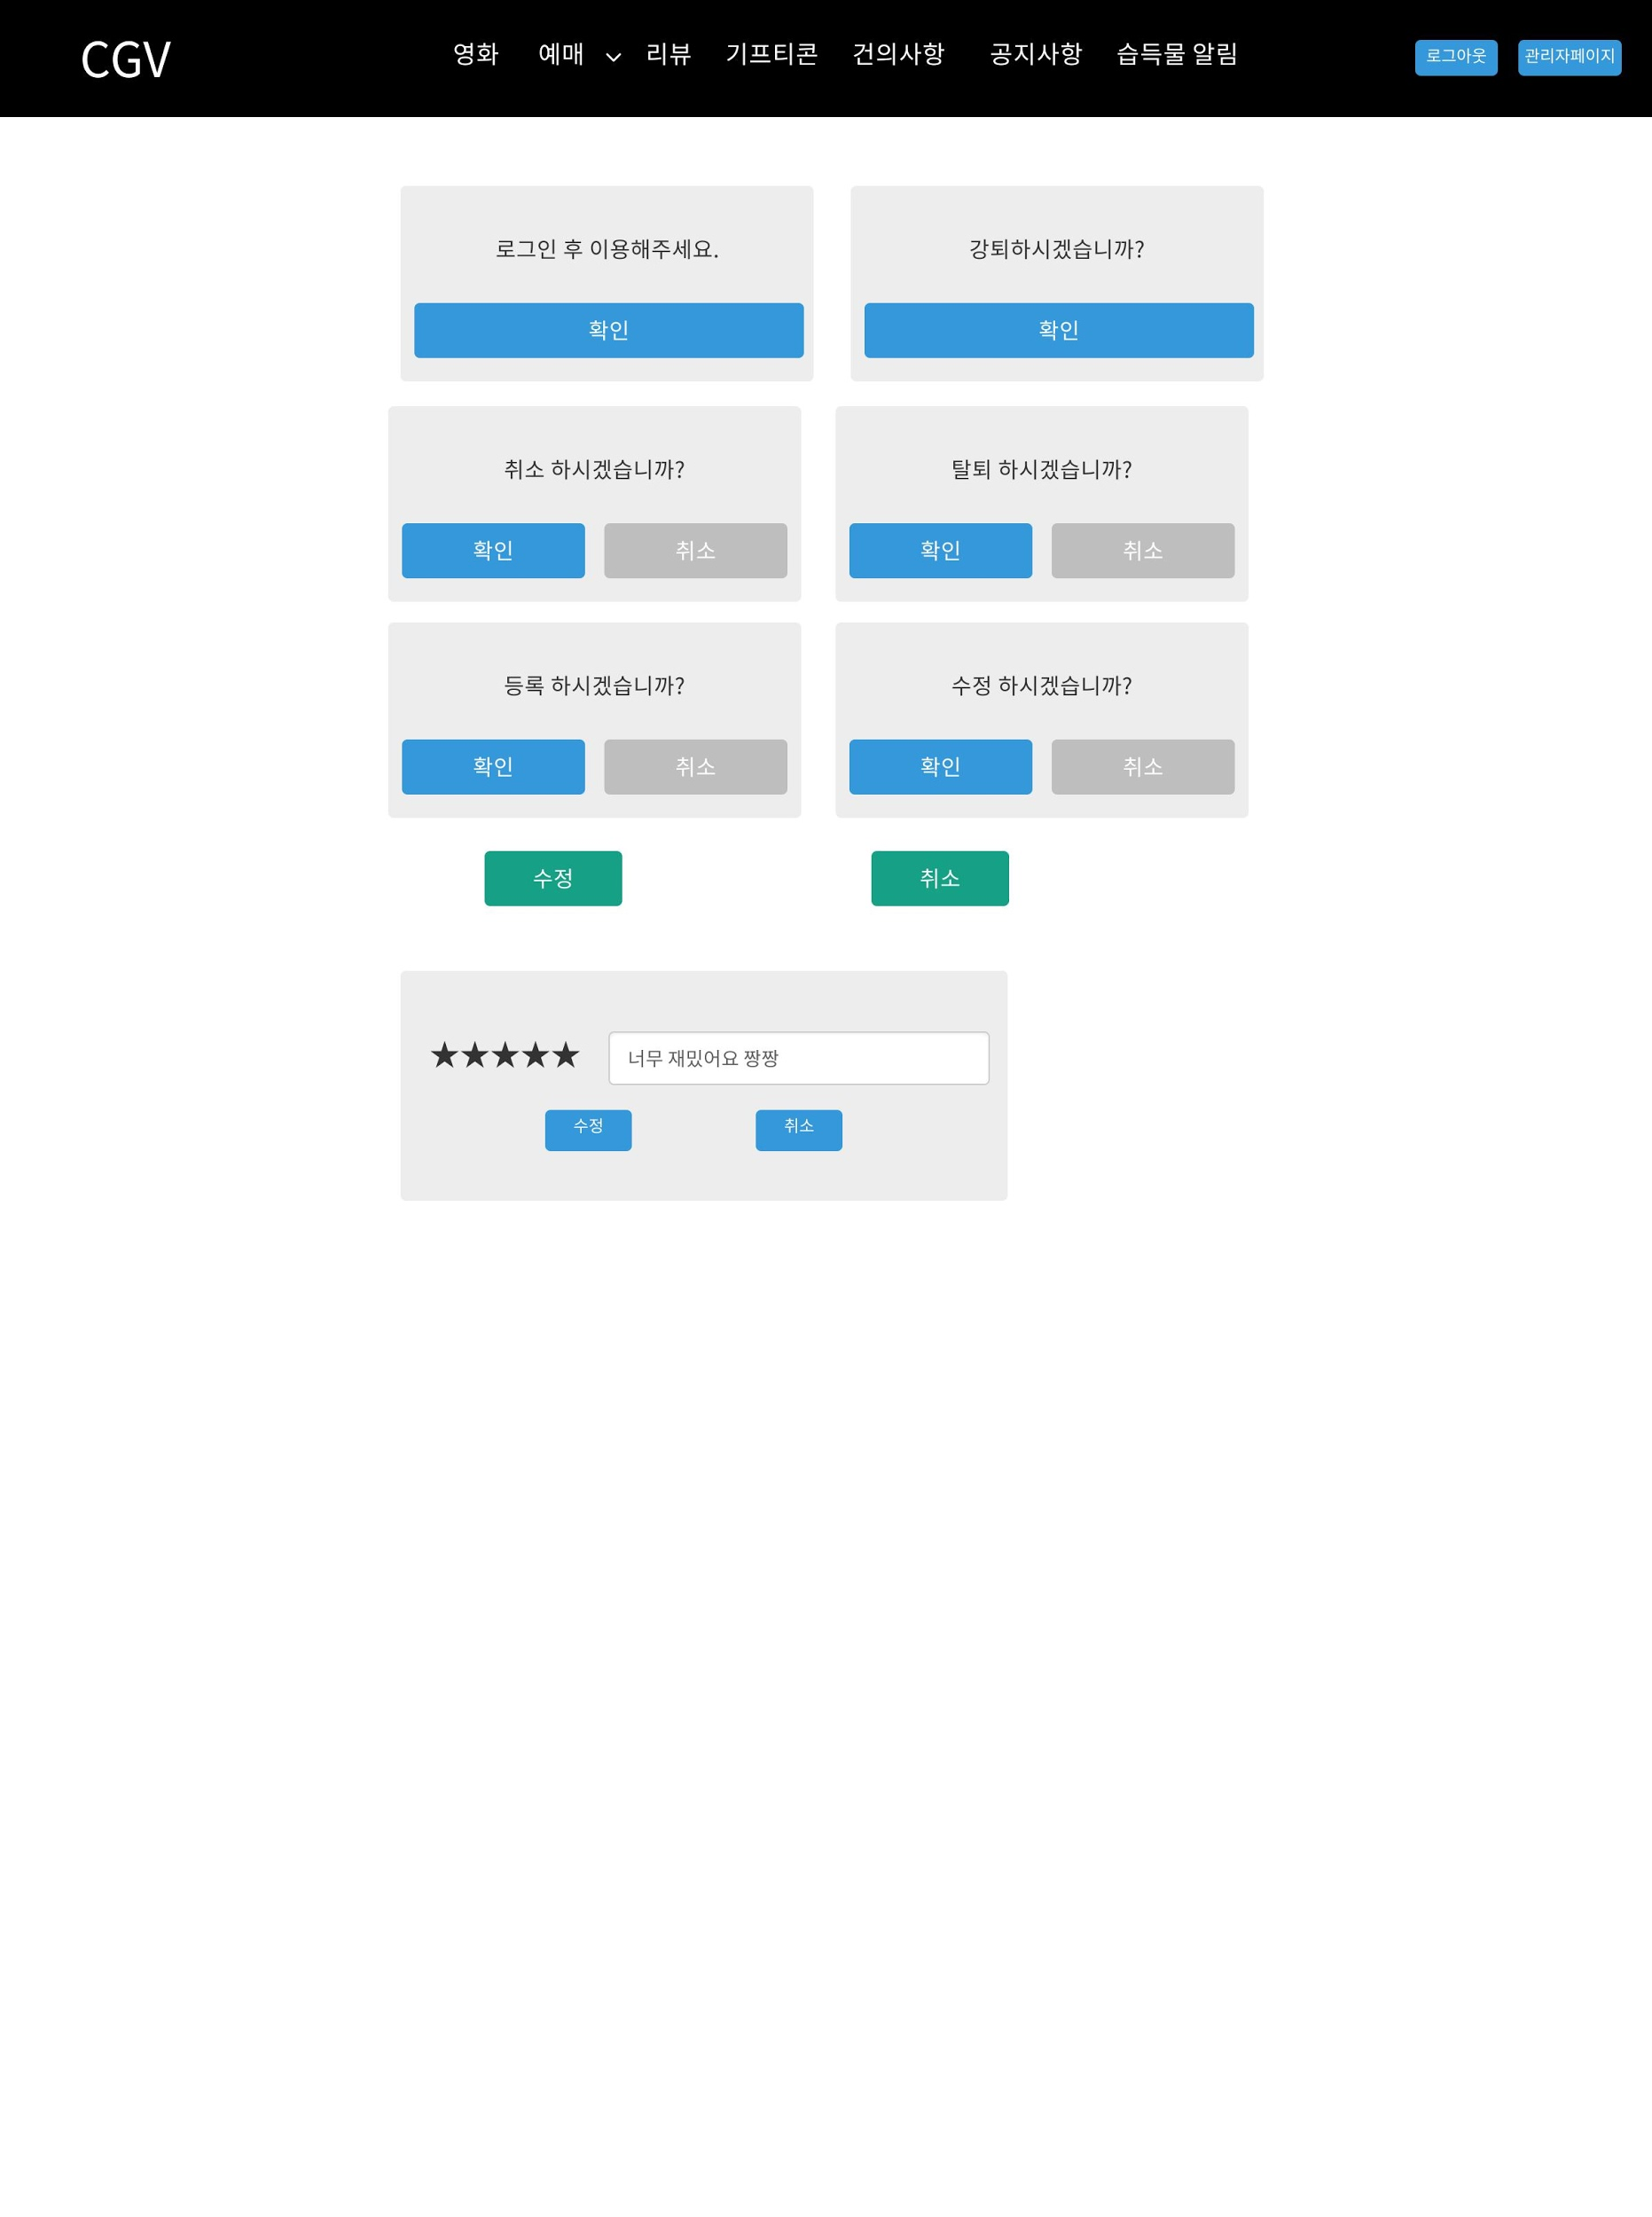 CGV 영화 예매 리뷰 기프티콘 건의사항 공지사항 습득물 알림 로그아웃 관리자페이지
로그인 후 이용해주세요.
확인
강퇴하시겠습니까?
확인
취소 하시겠습니까?
확인 취소
탈퇴 하시겠습니까?
확인 취소
등록 하시겠습니까?
확인 취소
수정 하시겠습니까?
확인 취소
수정 취소
★★★★★ 너무 재밌어요 짱짱
수정 취소